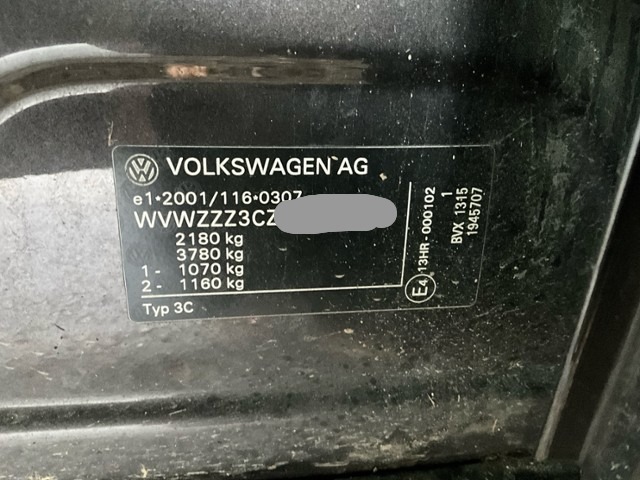 VOLKSWAGEN AG
e1*2001/116*0307
WVWZZZ3CZ
2180 kg
3780 kg
1- 1070 kg
2- 1160 kg
Typ 3C
E4
13HR-000102
1
BVX 1315
1945707